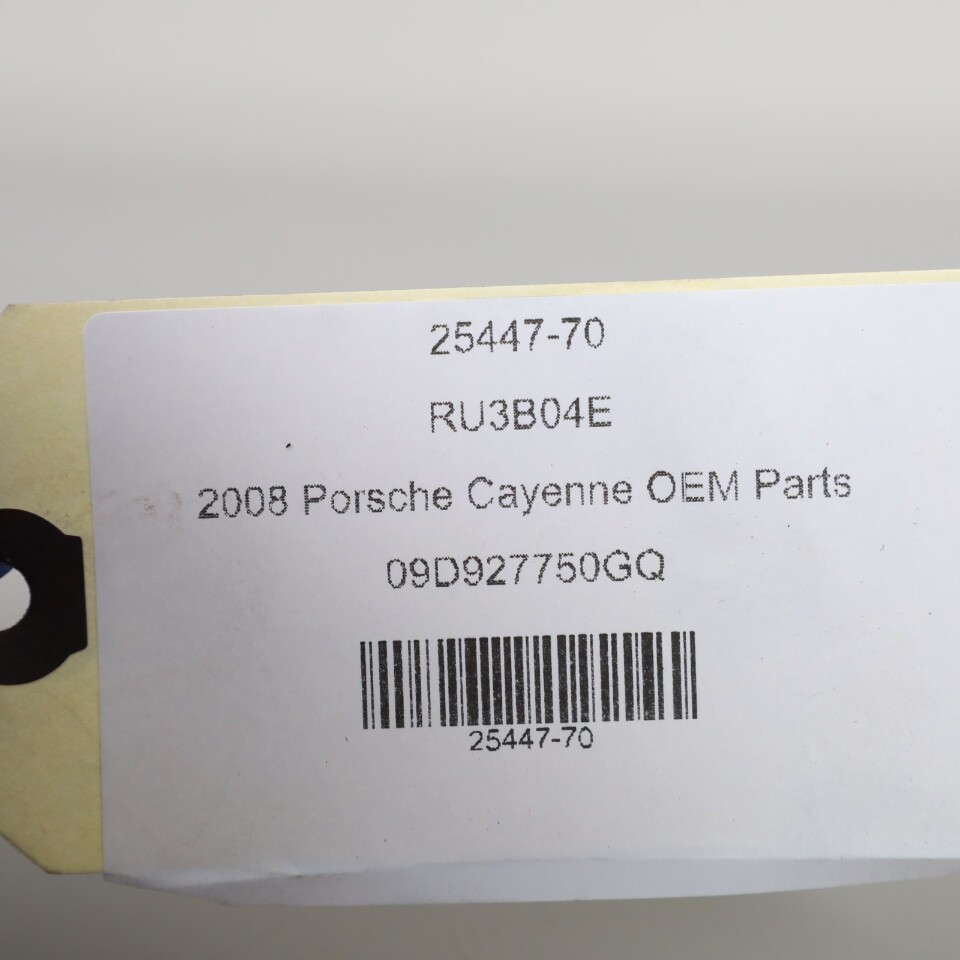 25447-70
RU3B04E
2008 Porsche Cayenne OEM Parts
09D927750GQ
25447-70